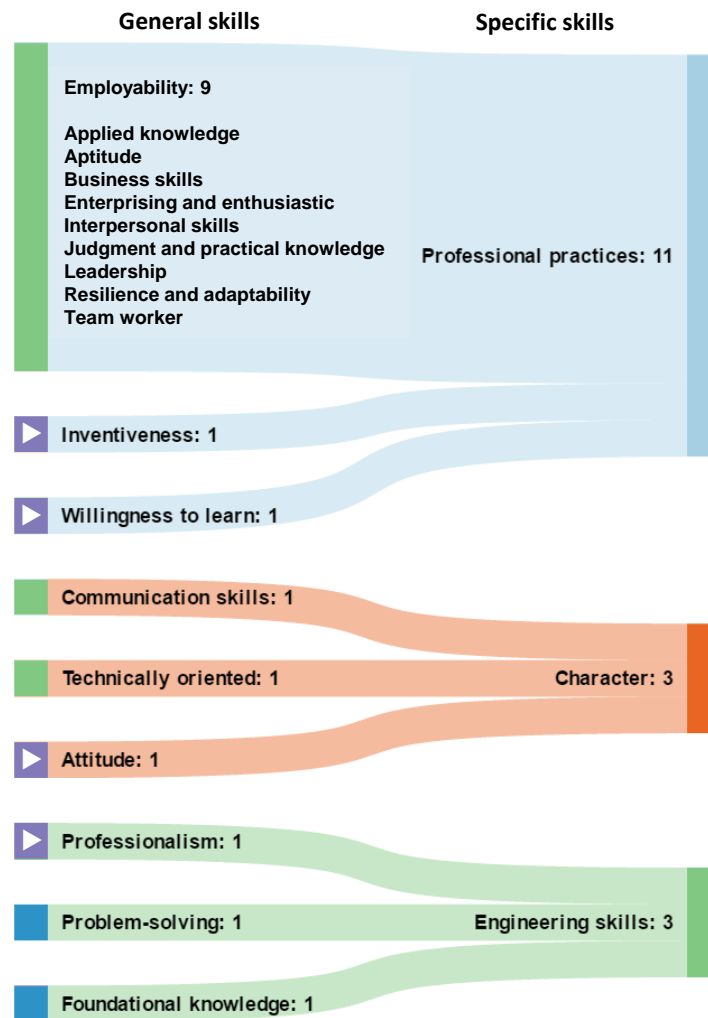 General skills
Specific skills
Employability: 9
Applied knowledge
Aptitude
Business skills
Enterprising and enthusiastic
Interpersonal skills
Judgment and practical knowledge
Leadership
Resilience and adaptability
Team worker
Professional practices: 11
Inventiveness: 1
Willingness to learn: 1
Communication skills: 1
Technically oriented: 1
Character: 3
Attitude: 1
Professionalism: 1
Problem-solving: 1
Engineering skills: 3
Foundational knowledge: 1